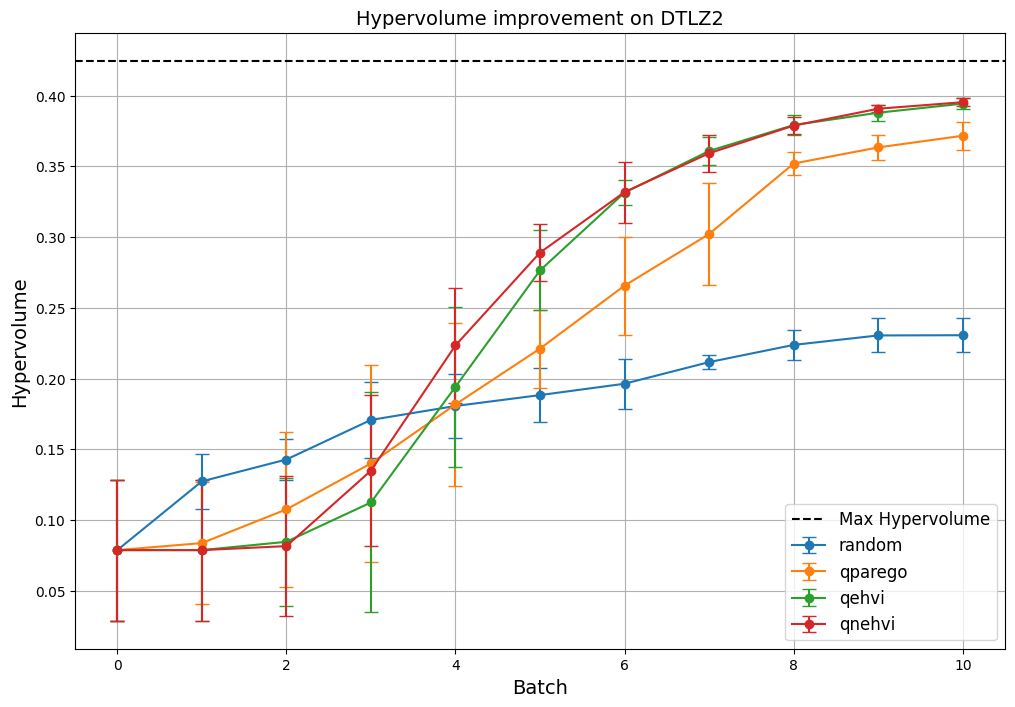 Hypervolume improvement on DTLZ2
Hypervolume
0.40
0.35
0.30
0.25
0.20
0.15
0.10
0.05
0
2
4
6
8
10
Batch
Max Hypervolume
random
qparego
qehvi
qnehvi